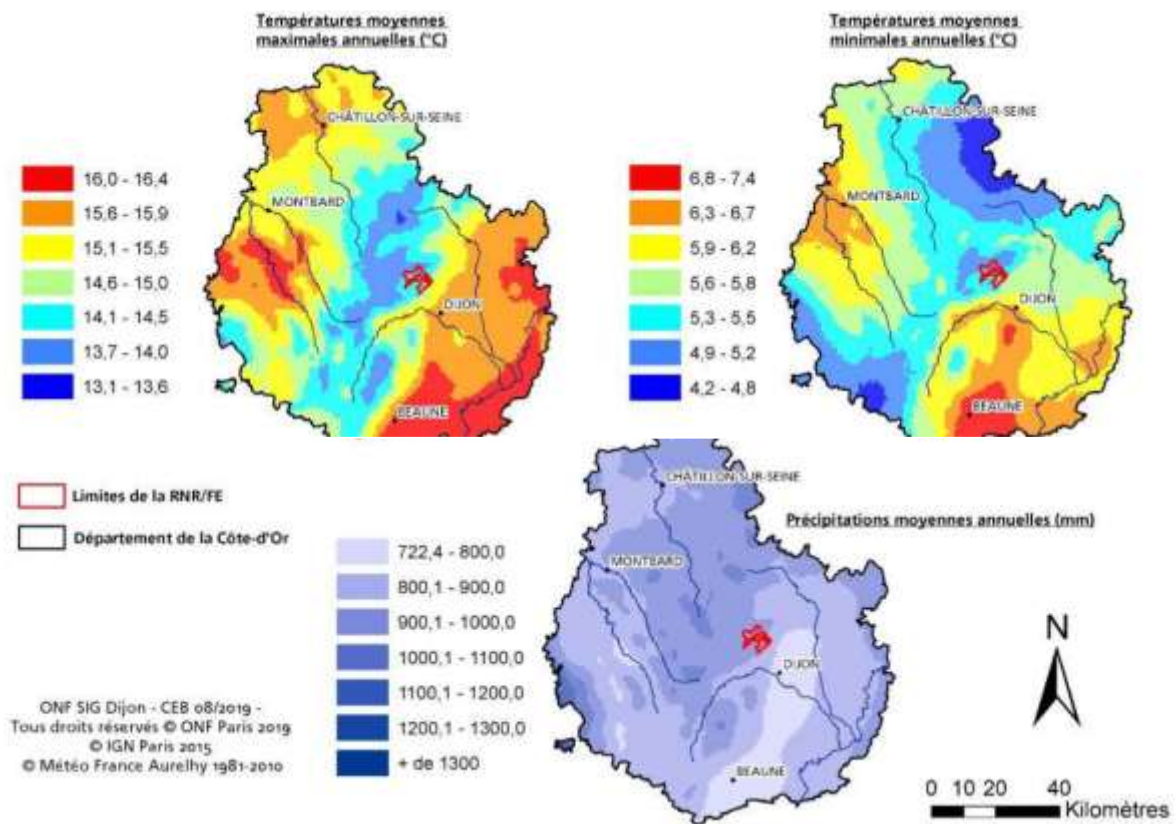 Températures moyennes
maximales annuelles (°C)
CHÂTILLON-SUR-SEINE
MONTBARD
DIJON
BEAUNE
16,0 - 16,4
15,6 - 15,9
15,1 - 15,5
14,6 - 15,0
14,1 - 14,5
13,7 - 14,0
13,1 - 13,6
Températures moyennes
minimales annuelles (°C)
CHÂTILLON-SUR-SEINE
MONTBARD
DIJON
BEAUNE
6,8 - 7,4
6,3 - 6,7
5,9 - 6,2
5,6 - 5,8
5,3 - 5,5
4,9 - 5,2
4,2 - 4,8
Limites de la RNR/FE
Département de la Côte-d'Or
Précipitations moyennes annuelles (mm)
CHÂTILLON-SUR-SEINE
MONTBARD
DIJON
BEAUNE
722,4 - 800,0
800,1 - 900,0
900,1 - 1000,0
1000,1 - 1100,0
1100,1 - 1200,0
1200,1 - 1300,0
+ de 1300
ONF SIG Dijon - CEB 08/2019 -
Tous droits réservés © ONF Paris 2019
© IGN Paris 2015
© Météo France Aurelhy 1981-2010
N
0 10 20 40
Kilomètres